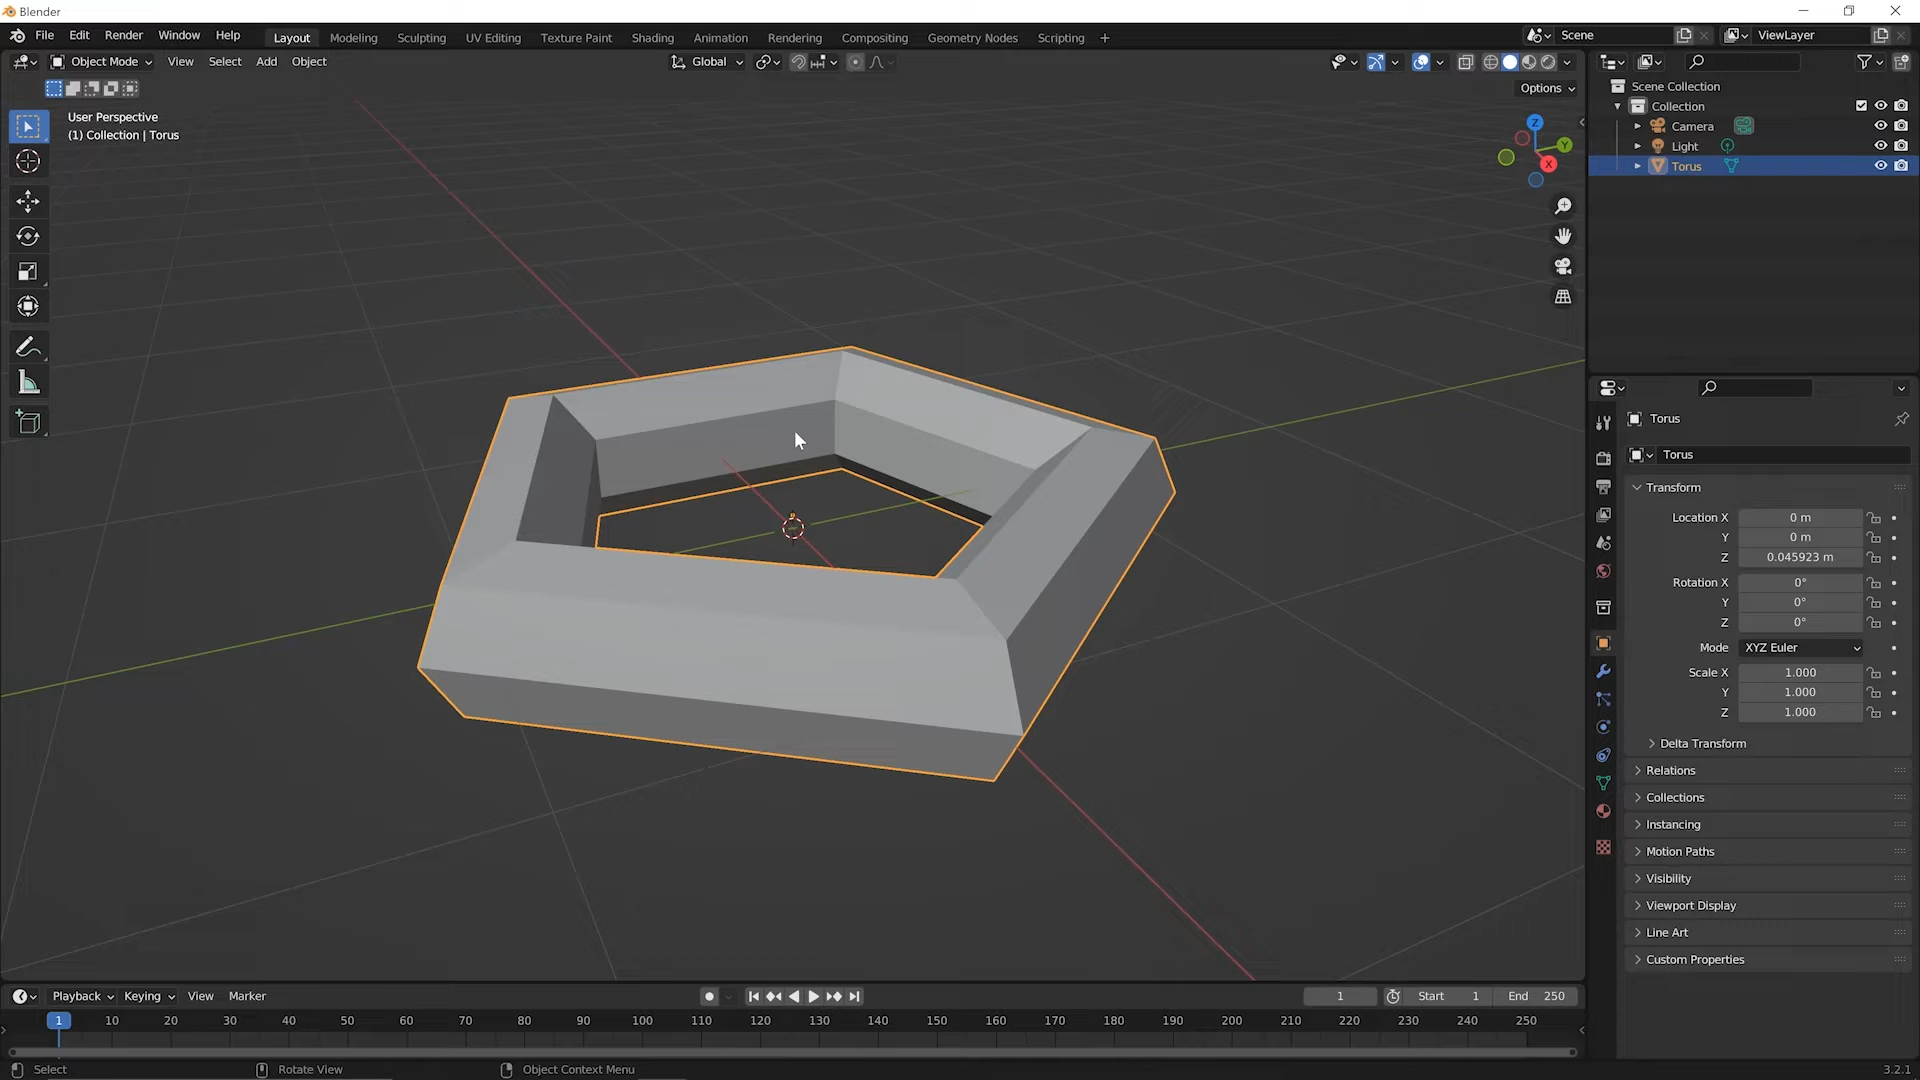 Blender
File Edit Render Window Help Layout Modeling Sculpting UV Editing Texture Paint Shading Animation Rendering Compositing Geometry Nodes Scripting + Scene ViewLayer
Object Mode View Select Add Object Global
Options
User Perspective
(1) Collection | Torus
Z
Y
X
Scene Collection
Collection
Camera
Light
Torus
Torus
Torus
Transform
Location X 0 m
Y 0 m
Z 0.045923 m
Rotation X 0°
Y 0°
Z 0°
Mode XYZ Euler
Scale X 1.000
Y 1.000
Z 1.000
Delta Transform
Relations
Collections
Instancing
Motion Paths
Visibility
Viewport Display
Line Art
Custom Properties
Playback Keying View Marker 1 Start 1 End 250
1 10 20 30 40 50 60 70 80 90 100 110 120 130 140 150 160 170 180 190 200 210 220 230 240 250
Select Rotate View Object Context Menu 3.2.1